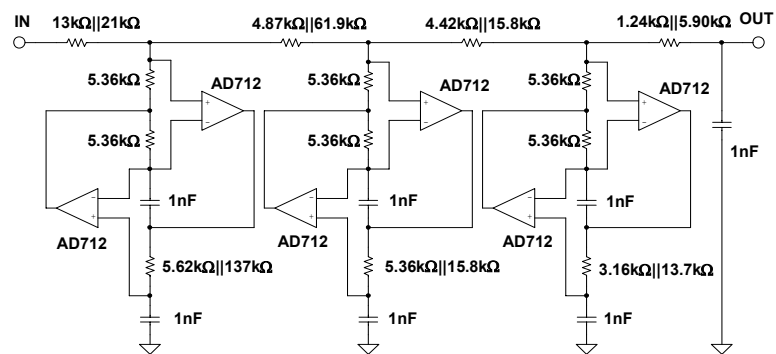 IN
13kΩ||21kΩ
4.87kΩ||61.9kΩ
4.42kΩ||15.8kΩ
1.24kΩ||5.90kΩ
OUT
5.36kΩ
AD712
5.36kΩ
AD712
5.36kΩ
AD712
+
−
+
−
+
−
5.36kΩ
5.36kΩ
5.36kΩ
1nF
−
+
1nF
−
+
1nF
−
+
1nF
AD712
AD712
AD712
5.62kΩ||137kΩ
5.36kΩ||15.8kΩ
3.16kΩ||13.7kΩ
1nF
1nF
1nF